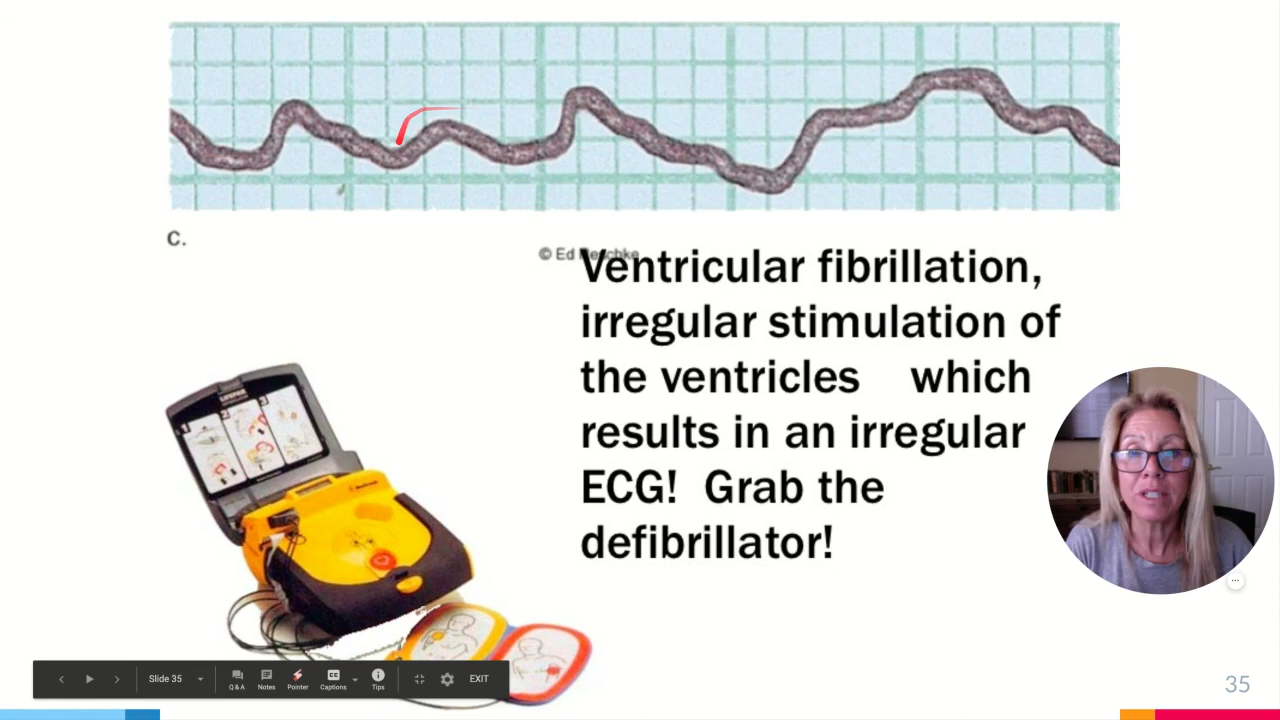 C.
© Ed Reschke
Ventricular fibrillation,
irregular stimulation of
the ventricles which
results in an irregular
ECG! Grab the
defibrillator!
Slide 35
Q & A
Notes
Pointer
Captions
Tips
EXIT
35